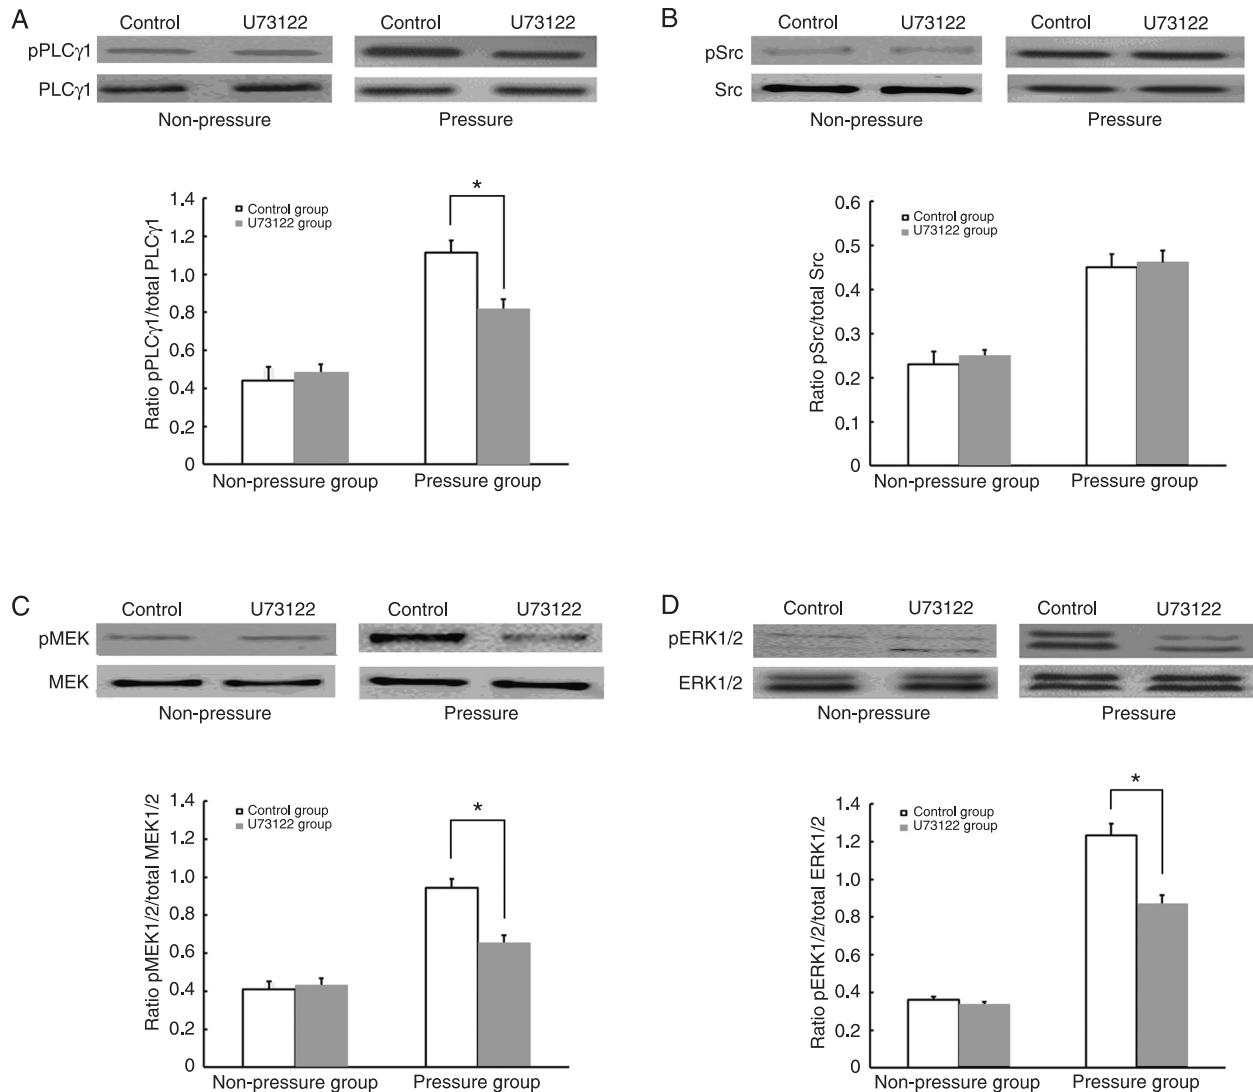 A
Control U73122 Control U73122
pPLCγ1
PLCγ1
Non-pressure Pressure
*
Control group
U73122 group
Ratio pPLCγ1/total PLCγ1
1.4
1.2
1.0
0.8
0.6
0.4
0.2
0
Non-pressure group Pressure group
B
Control U73122 Control U73122
pSrc
Src
Non-pressure Pressure
Control group
U73122 group
Ratio pSrc/total Src
0.6
0.5
0.4
0.3
0.2
0.1
0
Non-pressure group Pressure group
C
Control U73122 Control U73122
pMEK
MEK
Non-pressure Pressure
*
Control group
U73122 group
Ratio pMEK1/2/total MEK1/2
1.4
1.2
1.0
0.8
0.6
0.4
0.2
0
Non-pressure group Pressure group
D
Control U73122 Control U73122
pERK1/2
ERK1/2
Non-pressure Pressure
*
Control group
U73122 group
Ratio pERK1/2/total ERK1/2
1.4
1.2
1.0
0.8
0.6
0.4
0.2
0
Non-pressure group Pressure group